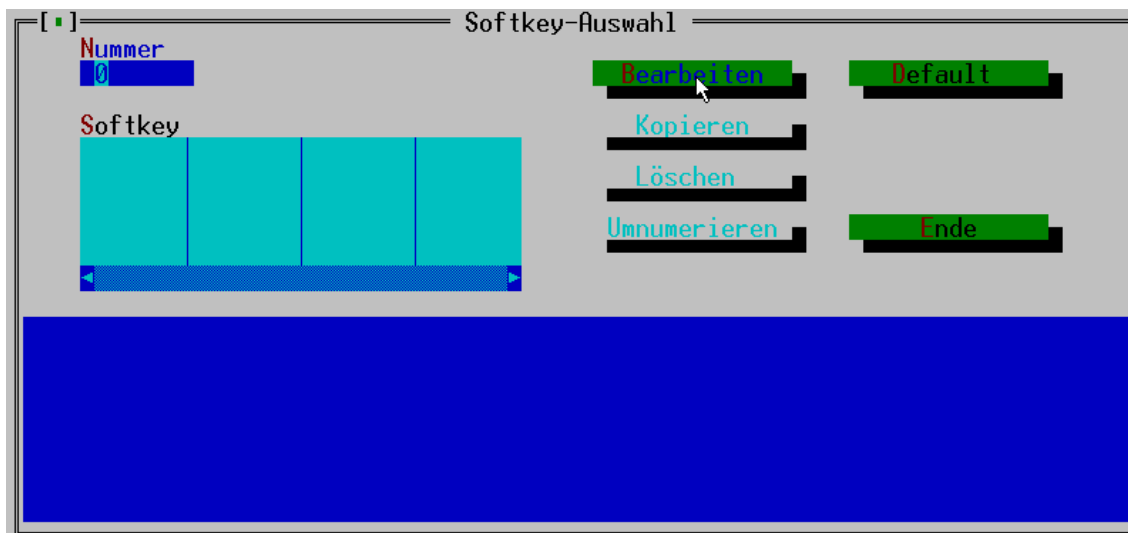 Softkey-Auswahl
Nummer
0
Bearbeiten
Default
Softkey
Kopieren
Löschen
Umnumerieren
Ende